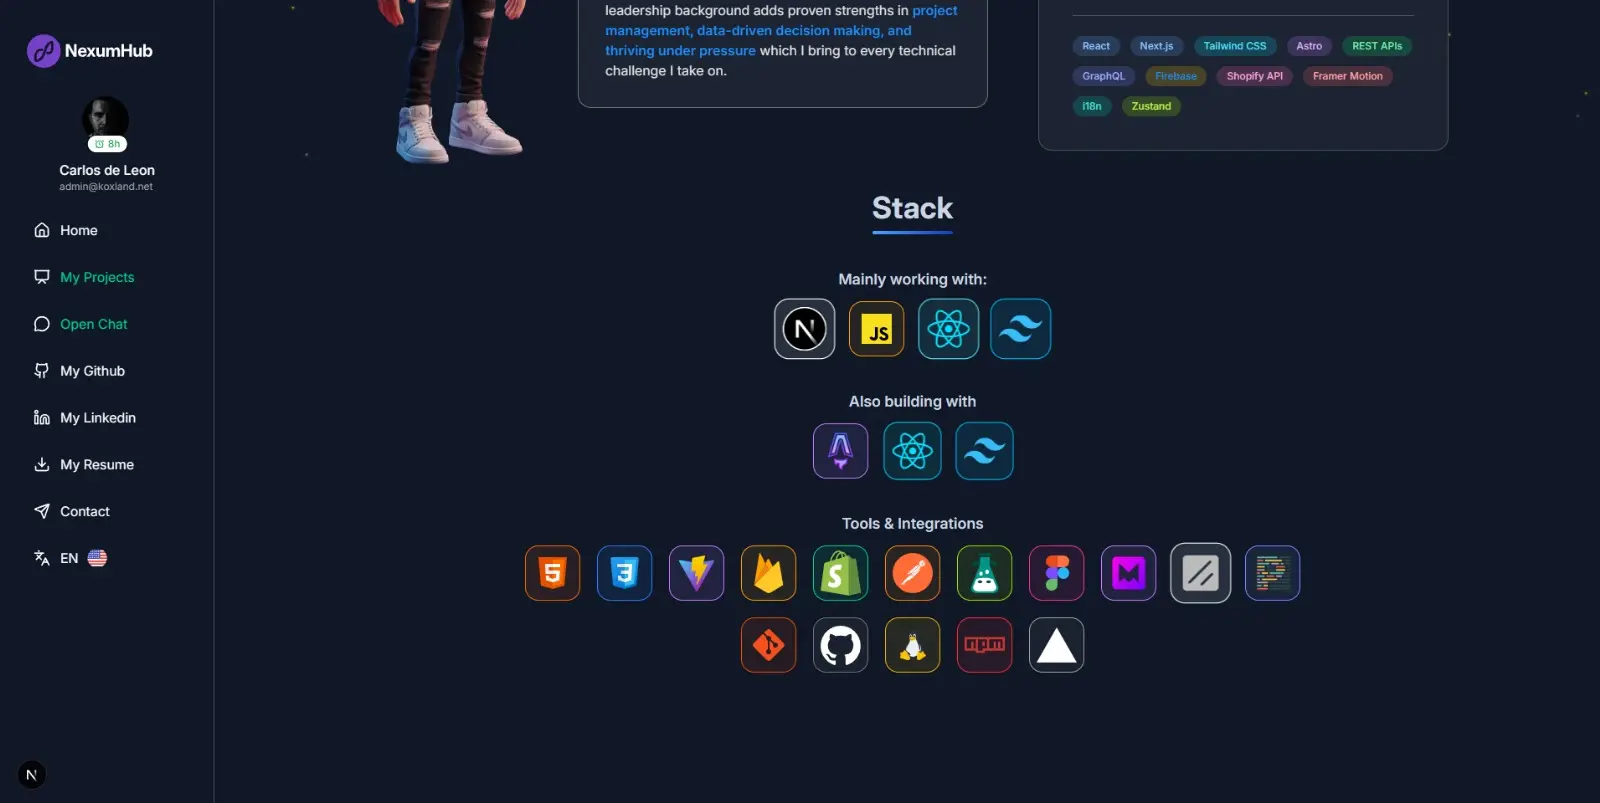 NexumHub
8h
Carlos de Leon
admin@koxland.net
Home
My Projects
Open Chat
My Github
My Linkedin
My Resume
Contact
EN
N
leadership background adds proven strengths in project
management, data-driven decision making, and
thriving under pressure which I bring to every technical
challenge I take on.
React Next.js Tailwind CSS Astro REST APIs
GraphQL Firebase Shopify API Framer Motion
i18n Zustand
Stack
Mainly working with:
N JS
Also building with
Tools & Integrations
5 3 S
npm